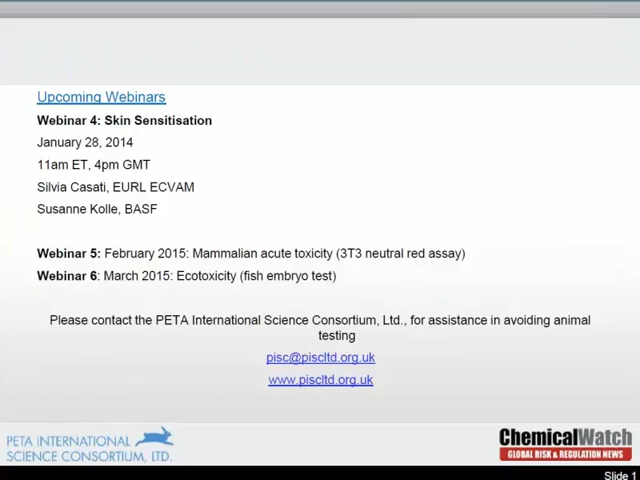 Upcoming Webinars
Webinar 4: Skin Sensitisation
January 28, 2014
11am ET, 4pm GMT
Silvia Casati, EURL ECVAM
Susanne Kolle, BASF
Webinar 5: February 2015: Mammalian acute toxicity (3T3 neutral red assay)
Webinar 6: March 2015: Ecotoxicity (fish embryo test)
Please contact the PETA International Science Consortium, Ltd., for assistance in avoiding animal
testing
pisc@piscltd.org.uk
www.piscltd.org.uk
PETA INTERNATIONAL
SCIENCE CONSORTIUM, LTD.
ChemicalWatch
GLOBAL RISK & REGULATION NEWS
Slide 1